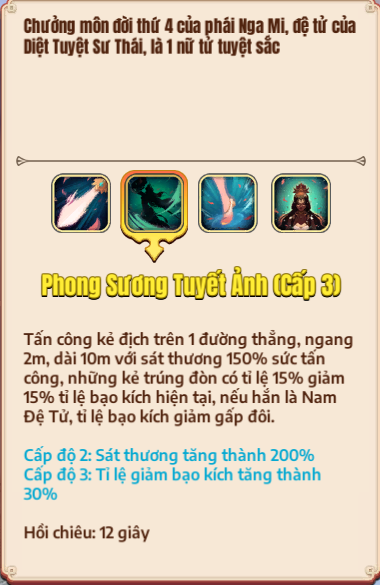 Chưởng môn đời thứ 4 của phái Nga Mi, đệ tử của
Diệt Tuyệt Sư Thái, là 1 nữ tử tuyệt sắc
Phong Sương Tuyết Ảnh (Cấp 3)
Tấn công kẻ địch trên 1 đường thẳng, ngang
2m, dài 10m với sát thương 150% sức tấn
công, những kẻ trúng đòn có tỉ lệ 15% giảm
15% tỉ lệ bạo kích hiện tại, nếu hắn là Nam
Đệ Tử, tỉ lệ bạo kích giảm gấp đôi.
Cấp độ 2: Sát thương tăng thành 200%
Cấp độ 3: Tỉ lệ giảm bạo kích tăng thành
30%
Hồi chiêu: 12 giây